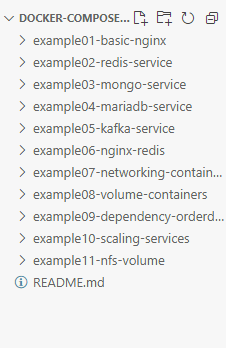 DOCKER-COMPOSE...
example01-basic-nginx
example02-redis-service
example03-mongo-service
example04-mariadb-service
example05-kafka-service
example06-nginx-redis
example07-networking-contain...
example08-volume-containers
example09-dependency-orderd...
example10-scaling-services
example11-nfs-volume
README.md